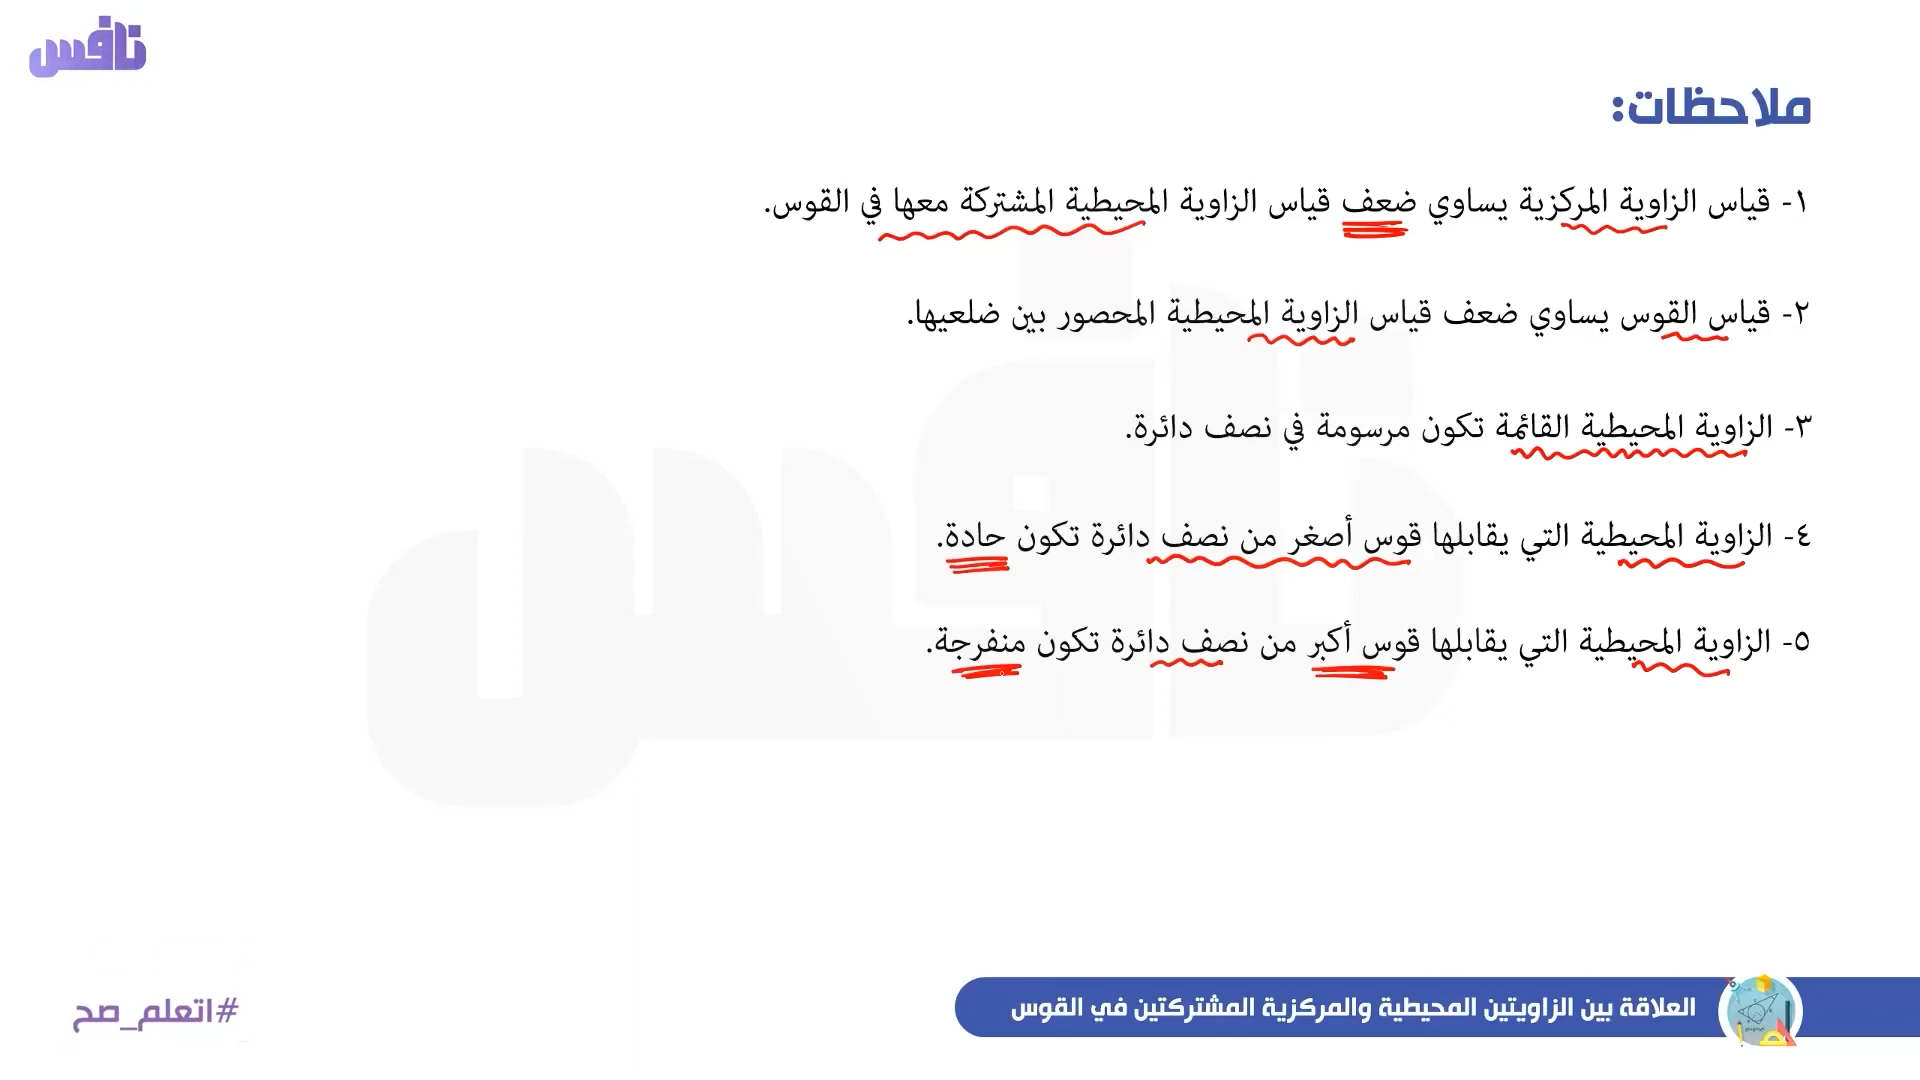 نافس
ملاحظات:
١- قياس الزاوية المركزية يساوي ضعف قياس الزاوية المحيطية المشتركة معها في القوس.
٢- قياس القوس يساوي ضعف قياس الزاوية المحيطية المحصور بين ضلعيها.
٣- الزاوية المحيطية القائمة تكون مرسومة في نصف دائرة.
٤- الزاوية المحيطية التي يقابلها قوس أصغر من نصف دائرة تكون حادة.
٥- الزاوية المحيطية التي يقابلها قوس أكبر من نصف دائرة تكون منفرجة.
العلاقة بين الزاويتين المحيطية والمركزية المشتركتين في القوس
#اتعلم_صح